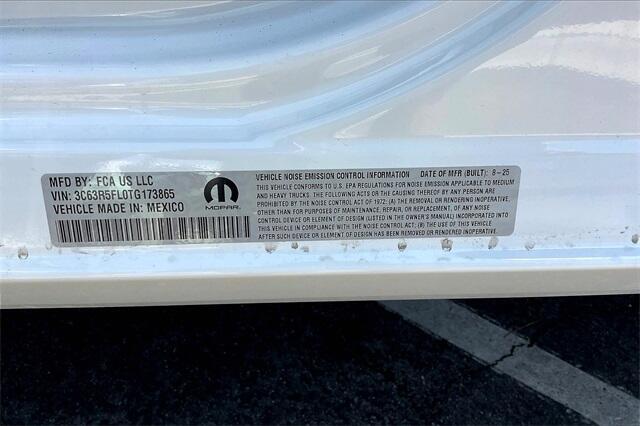 MFD BY: FCA US LLC
VIN: 3C63R5FL0TG173865
VEHICLE MADE IN: MEXICO
MOPAR
VEHICLE NOISE EMISSION CONTROL INFORMATION DATE OF MFR (BUILT): 8-25
THIS VEHICLE CONFORMS TO U.S. EPA REGULATIONS FOR NOISE EMISSION APPLICABLE TO MEDIUM
AND HEAVY TRUCKS. THE FOLLOWING ACTS OR THE CAUSING THEREOF BY ANY PERSON ARE
PROHIBITED BY THE NOISE CONTROL ACT OF 1972: (A) THE REMOVAL OR RENDERING INOPERATIVE,
OTHER THAN FOR PURPOSES OF MAINTENANCE, REPAIR, OR REPLACEMENT, OF ANY NOISE
CONTROL DEVICE OR ELEMENT OF DESIGN (LISTED IN THE OWNER'S MANUAL) INCORPORATED INTO
THIS VEHICLE IN COMPLIANCE WITH THE NOISE CONTROL ACT; (B) THE USE OF THIS VEHICLE
AFTER SUCH DEVICE OR ELEMENT OF DESIGN HAS BEEN REMOVED OR RENDERED INOPERATIVE.